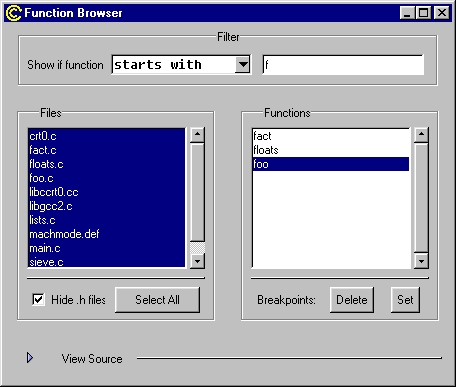 Function Browser
Filter
Show if function starts with f
Files
crt0.c
fact.c
floats.c
foo.c
libccrt0.cc
libgcc2.c
lists.c
machmode.def
main.c
sieve.c
Hide .h files Select All
Functions
fact
floats
foo
Breakpoints: Delete Set
View Source